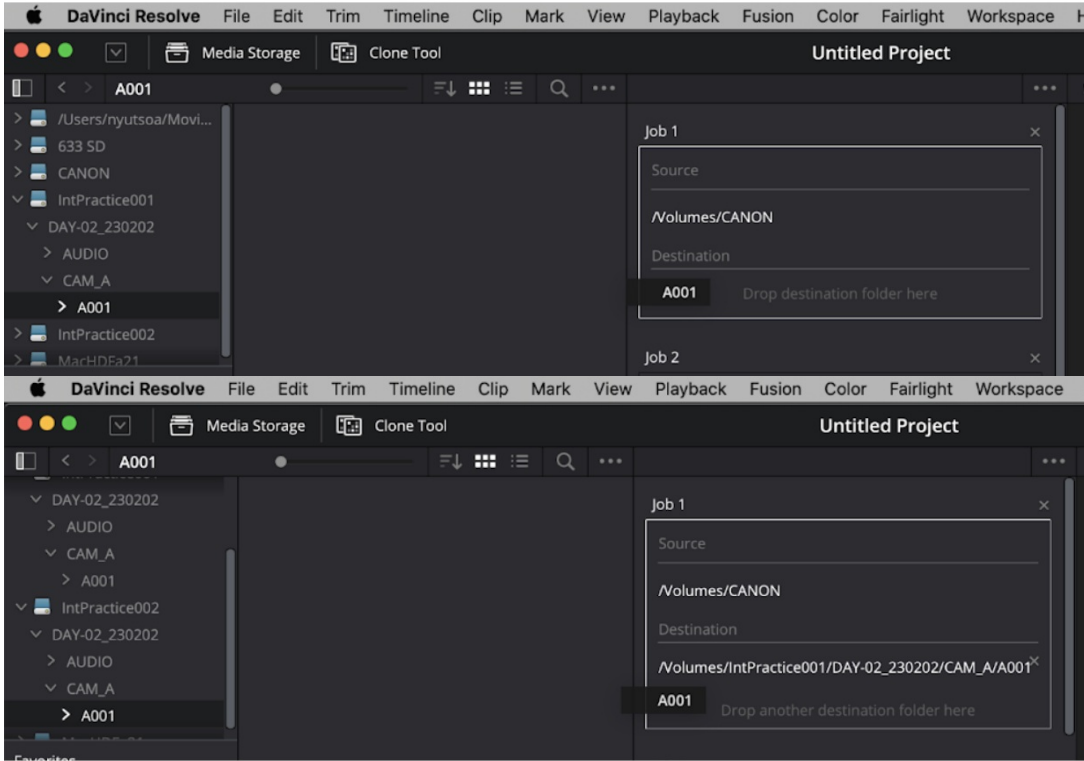 DaVinci Resolve File Edit Trim Timeline Clip Mark View Playback Fusion Color Fairlight Workspace
Media Storage Clone Tool Untitled Project
A001
/Users/nyutsoa/Movi...
Job 1
633 SD
Source
CANON
IntPractice001
/Volumes/CANON
DAY-02_230202
AUDIO
Destination
CAM_A
A001 Drop destination folder here
A001
IntPractice002
Job 2
MacHDFa21
DaVinci Resolve File Edit Trim Timeline Clip Mark View Playback Fusion Color Fairlight Workspace
Media Storage Clone Tool Untitled Project
A001
DAY-02_230202
Job 1
AUDIO
Source
CAM_A
A001
/Volumes/CANON
IntPractice002
DAY-02_230202
Destination
AUDIO
/Volumes/IntPractice001/DAY-02_230202/CAM_A/A001
CAM_A
A001 Drop another destination folder here
A001
Favorites